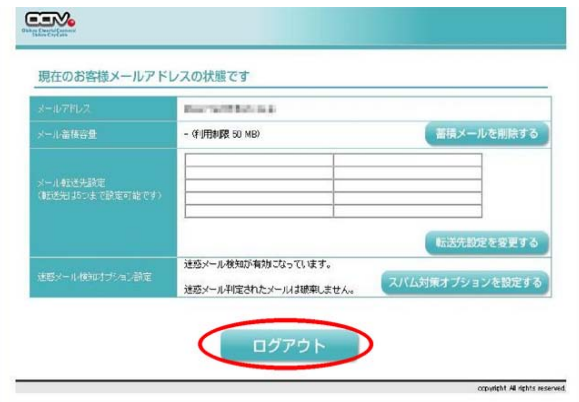 CCNV
現在のお客様メールアドレスの状態です
メールアドレス
メール蓄積容量
- (利用制限 50 MB)
蓄積メールを削除する
メール転送先設定
(転送先は5つまで設定可能です)
転送先設定を変更する
迷惑メール検知オプション設定
迷惑メール検知が有効になっています。
迷惑メール判定されたメールは破棄しません。
スパム対策オプションを設定する
ログアウト
copyright All rights reserved.